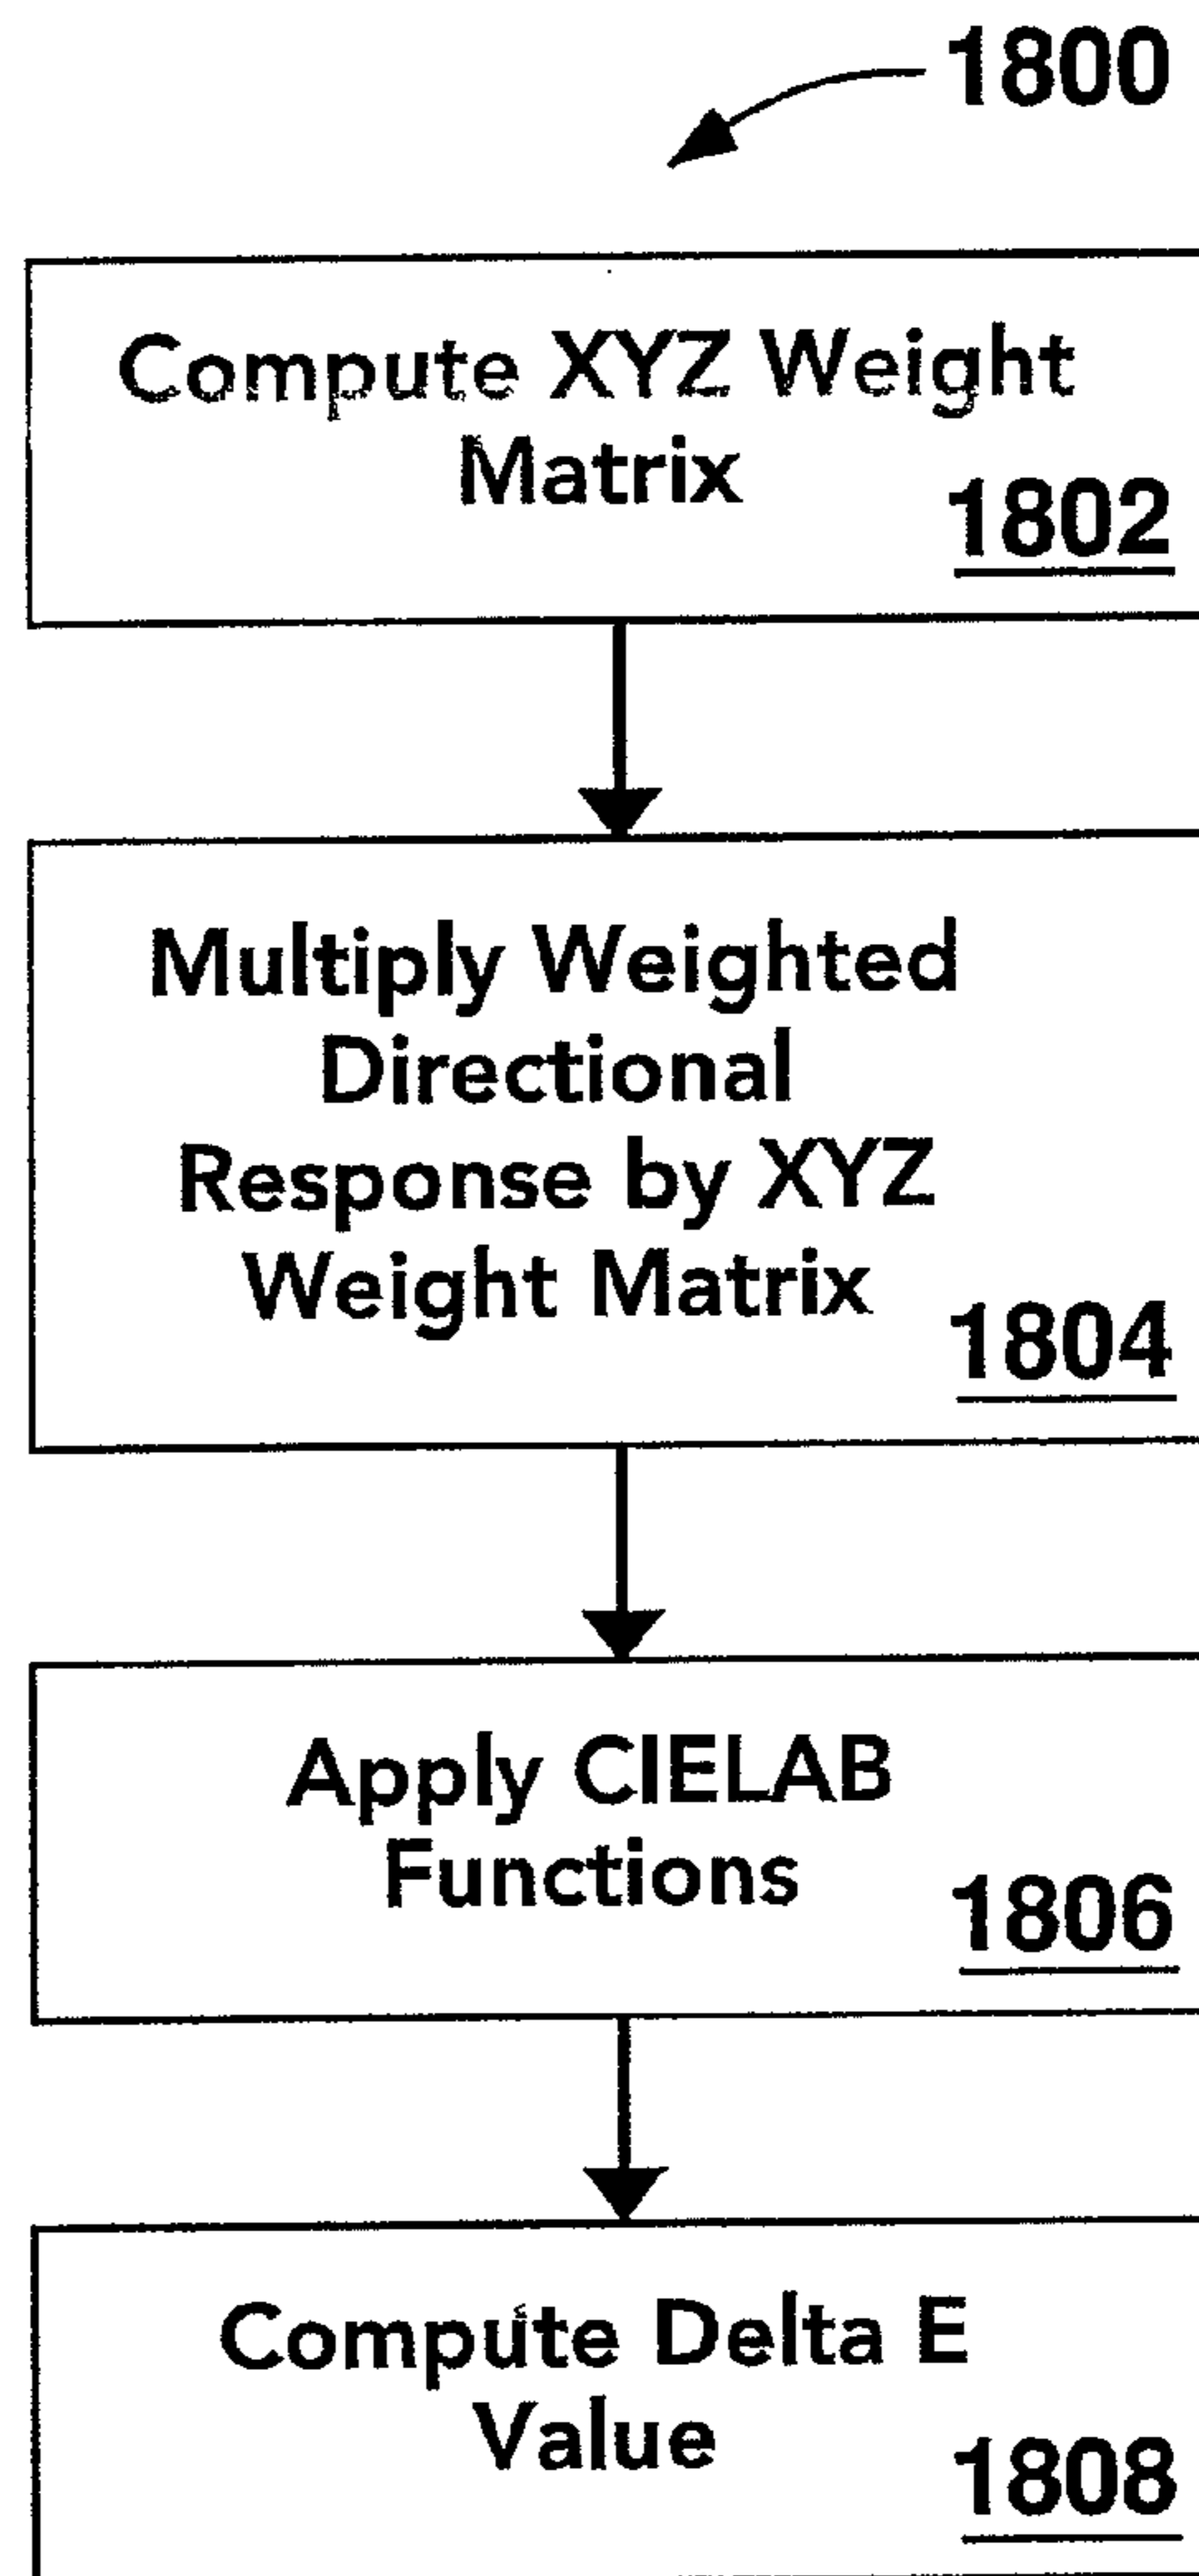 1800
Compute XYZ Weight
Matrix
1802
Multiply Weighted
Directional
Response by XYZ
Weight Matrix
1804
Apply CIELAB
Functions
1806
Compute Delta E
Value
1808